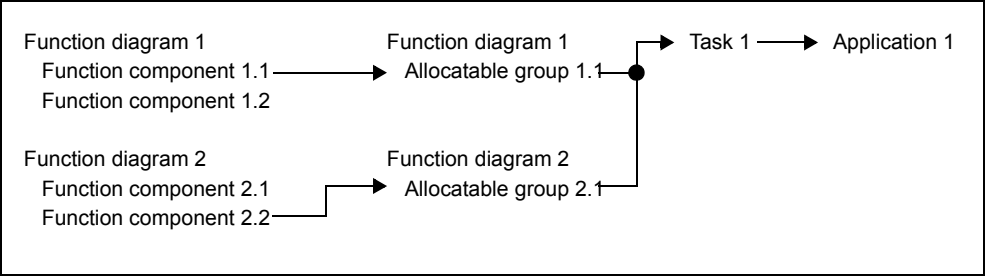 Function diagram 1
Function component 1.1
Function component 1.2
Function diagram 2
Function component 2.1
Function component 2.2
Function diagram 1
Allocatable group 1.1
Function diagram 2
Allocatable group 2.1
Task 1
Application 1